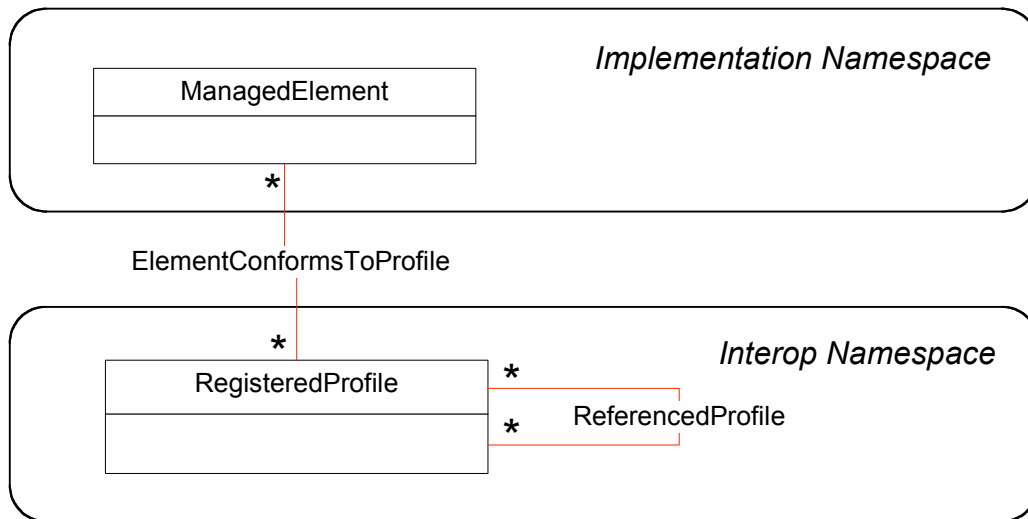 Implementation Namespace
ManagedElement
*
ElementConformsToProfile
*
Interop Namespace
RegisteredProfile
*
ReferencedProfile
*